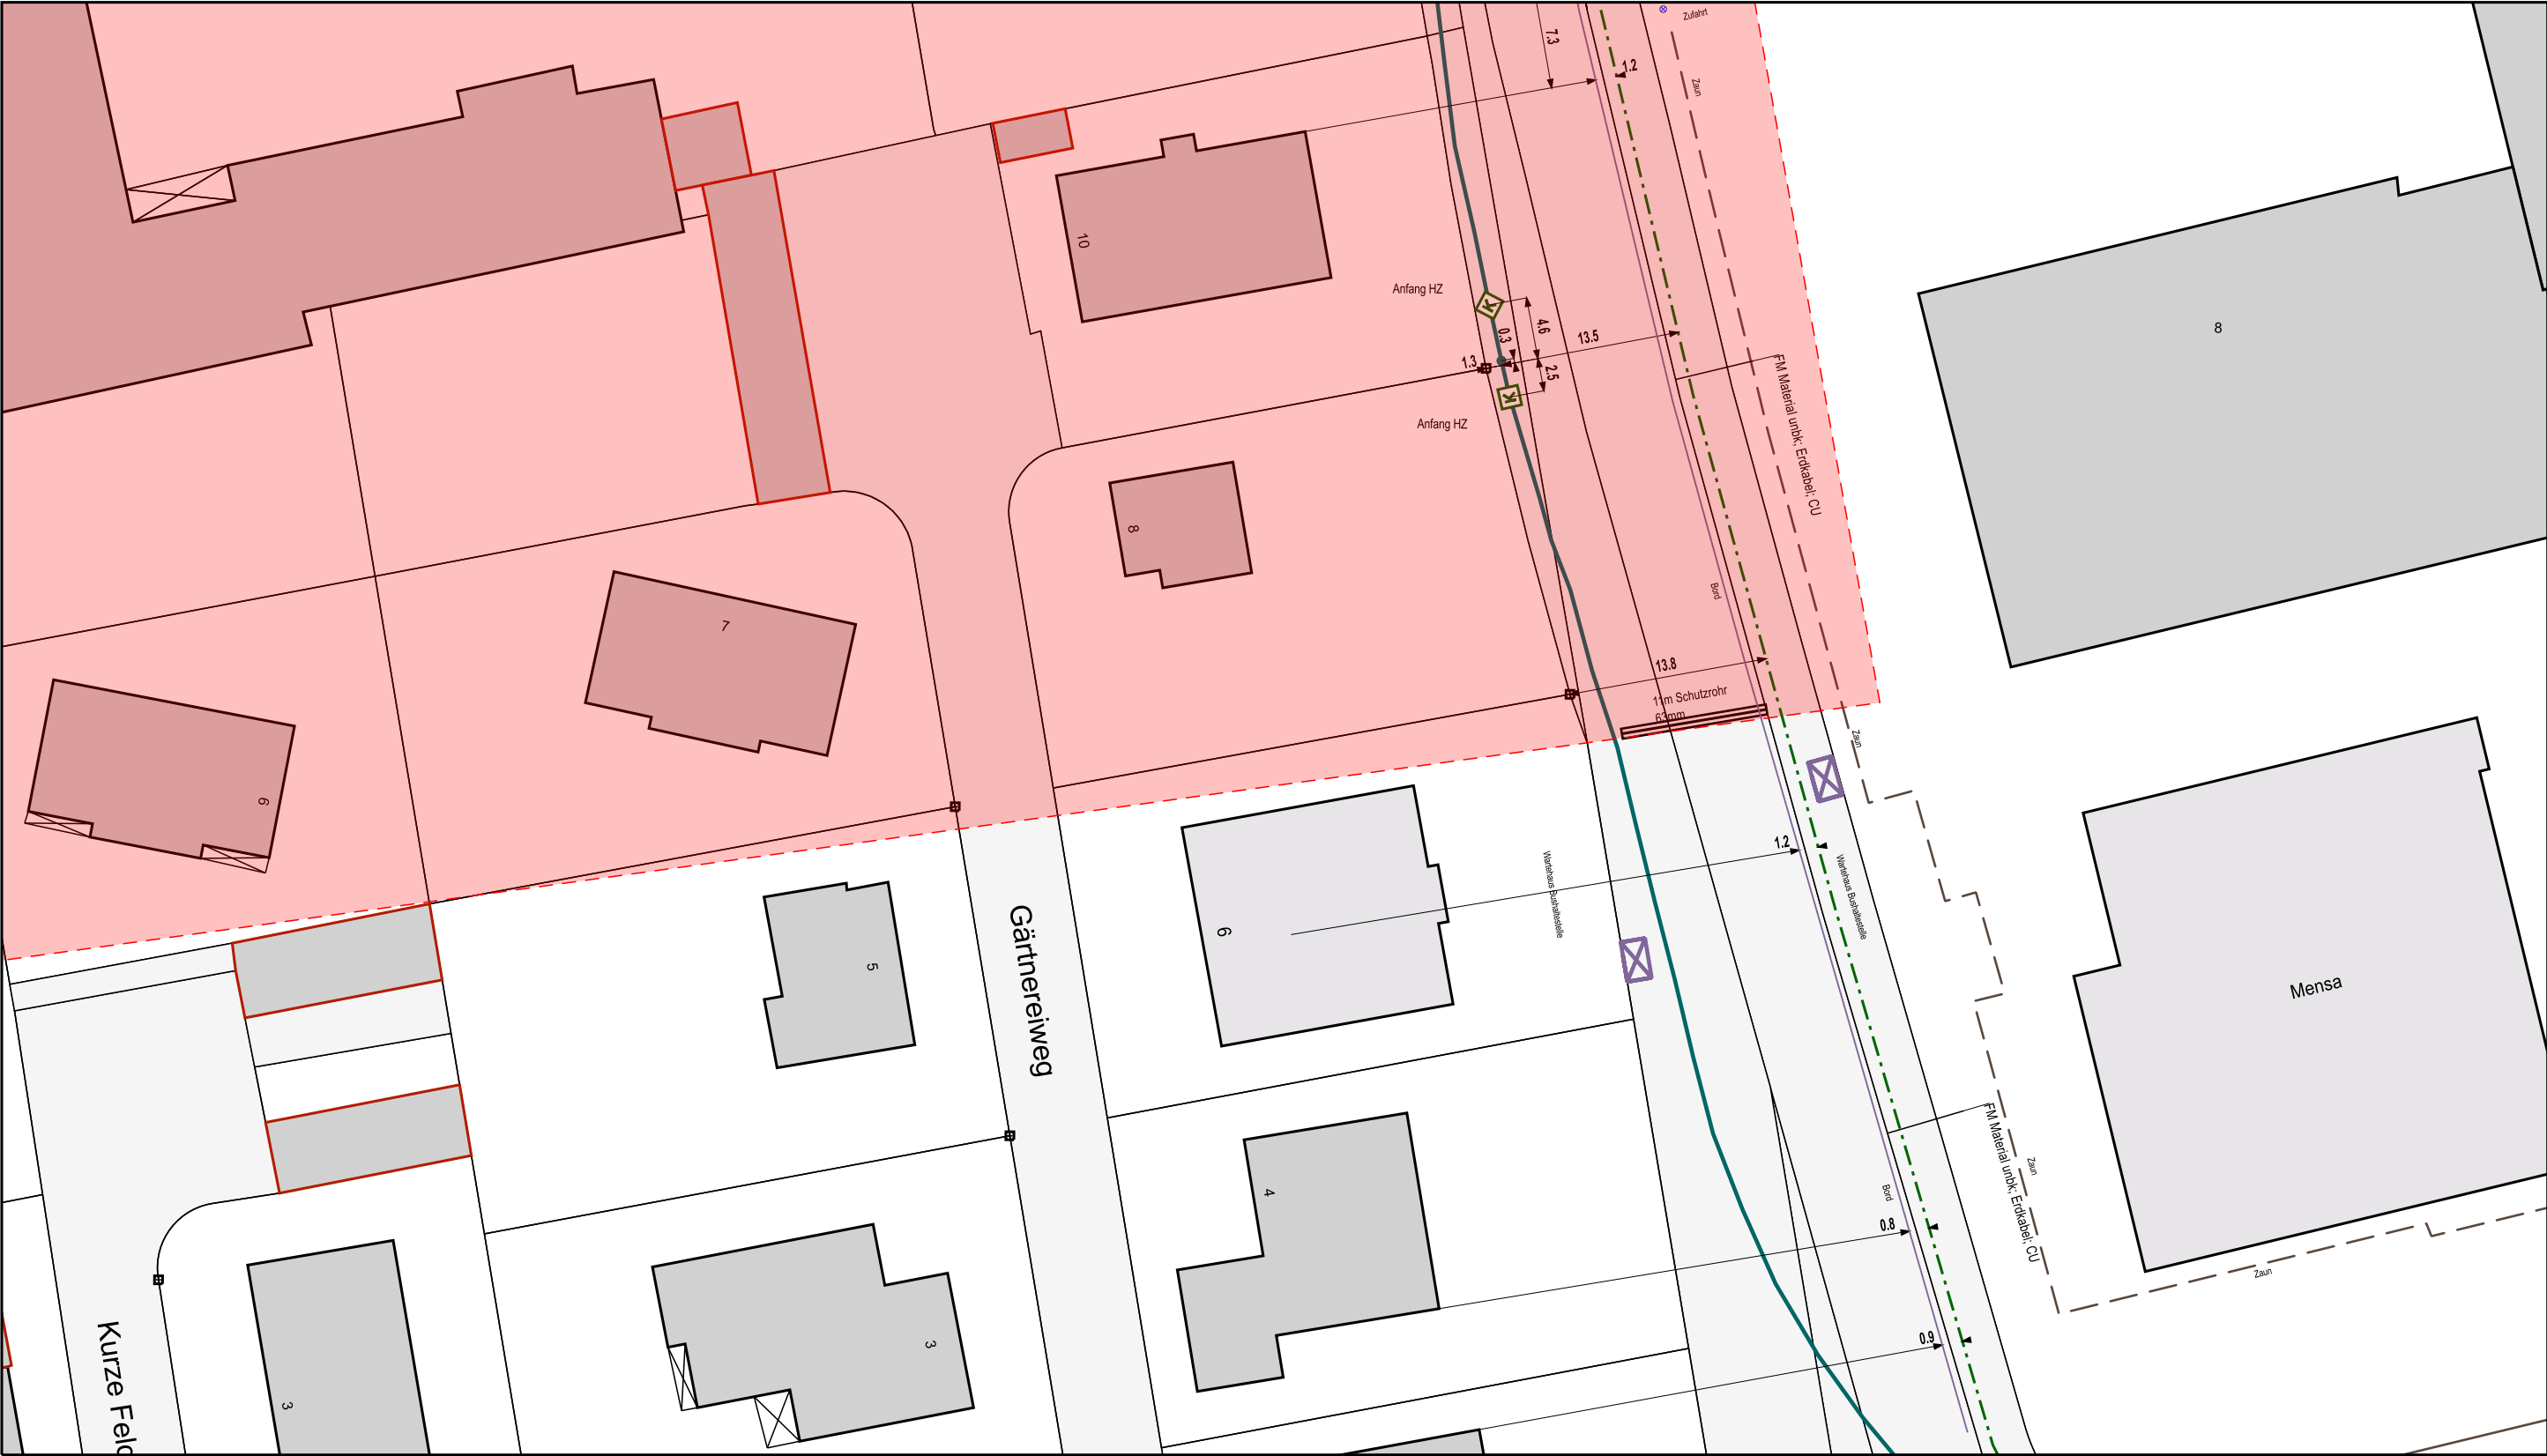 Zufahrt
7.3
1.2
Zaun
10
Anfang HZ
K
4.6
0.3
13.5
1.3
2.5
K
Anfang HZ
FM Material unbk; Erdkabel; CU
8
8
Bord
7
13.8
11m Schutzrohr
63mm
Zaun
9
1.2
Wartehaus Bushaltestelle
Wartehaus Bushaltestelle
6
5
Gärtnereiweg
Mensa
FM Material unbk; Erdkabel; CU
Zaun
Bord
4
0.8
Zaun
0.9
3
3
Kurze Feld